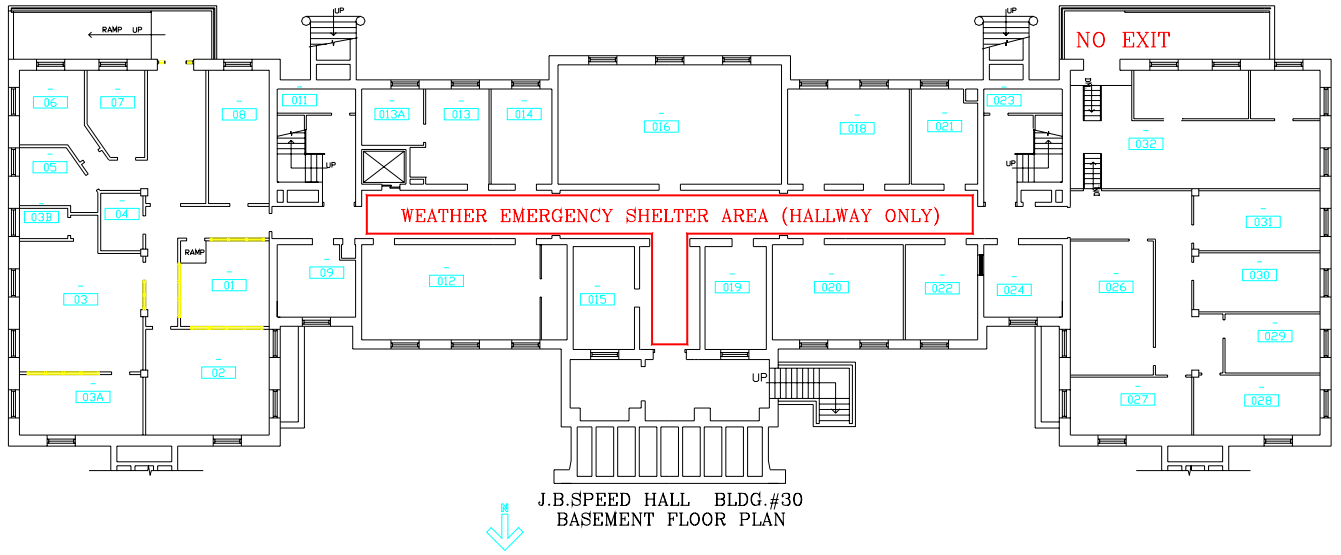 UP
UP
RAMP UP
NO EXIT
06
07
08
011
013A
013
014
016
018
021
023
032
05
UP
UP
DN
DN
03B
04
WEATHER EMERGENCY SHELTER AREA (HALLWAY ONLY)
031
RAMP
03
01
09
012
015
019
020
022
024
026
030
029
02
UP
03A
027
028
J.B.SPEED HALL BLDG.#30
BASEMENT FLOOR PLAN
N